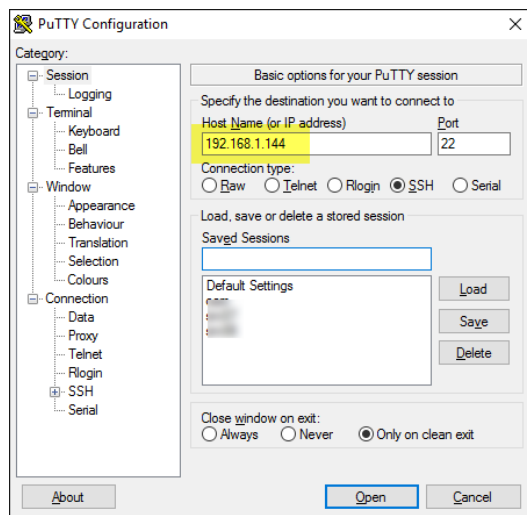 PuTTY Configuration
Category:
Session
Logging
Terminal
Keyboard
Bell
Features
Window
Appearance
Behaviour
Translation
Selection
Colours
Connection
Data
Proxy
Telnet
Rlogin
SSH
Serial
Basic options for your PuTTY session
Specify the destination you want to connect to
Host Name (or IP address) Port
192.168.1.144 22
Connection type:
Raw Telnet Rlogin SSH Serial
Load, save or delete a stored session
Saved Sessions
Default Settings
Load
Save
Delete
Close window on exit:
Always Never Only on clean exit
About Open Cancel